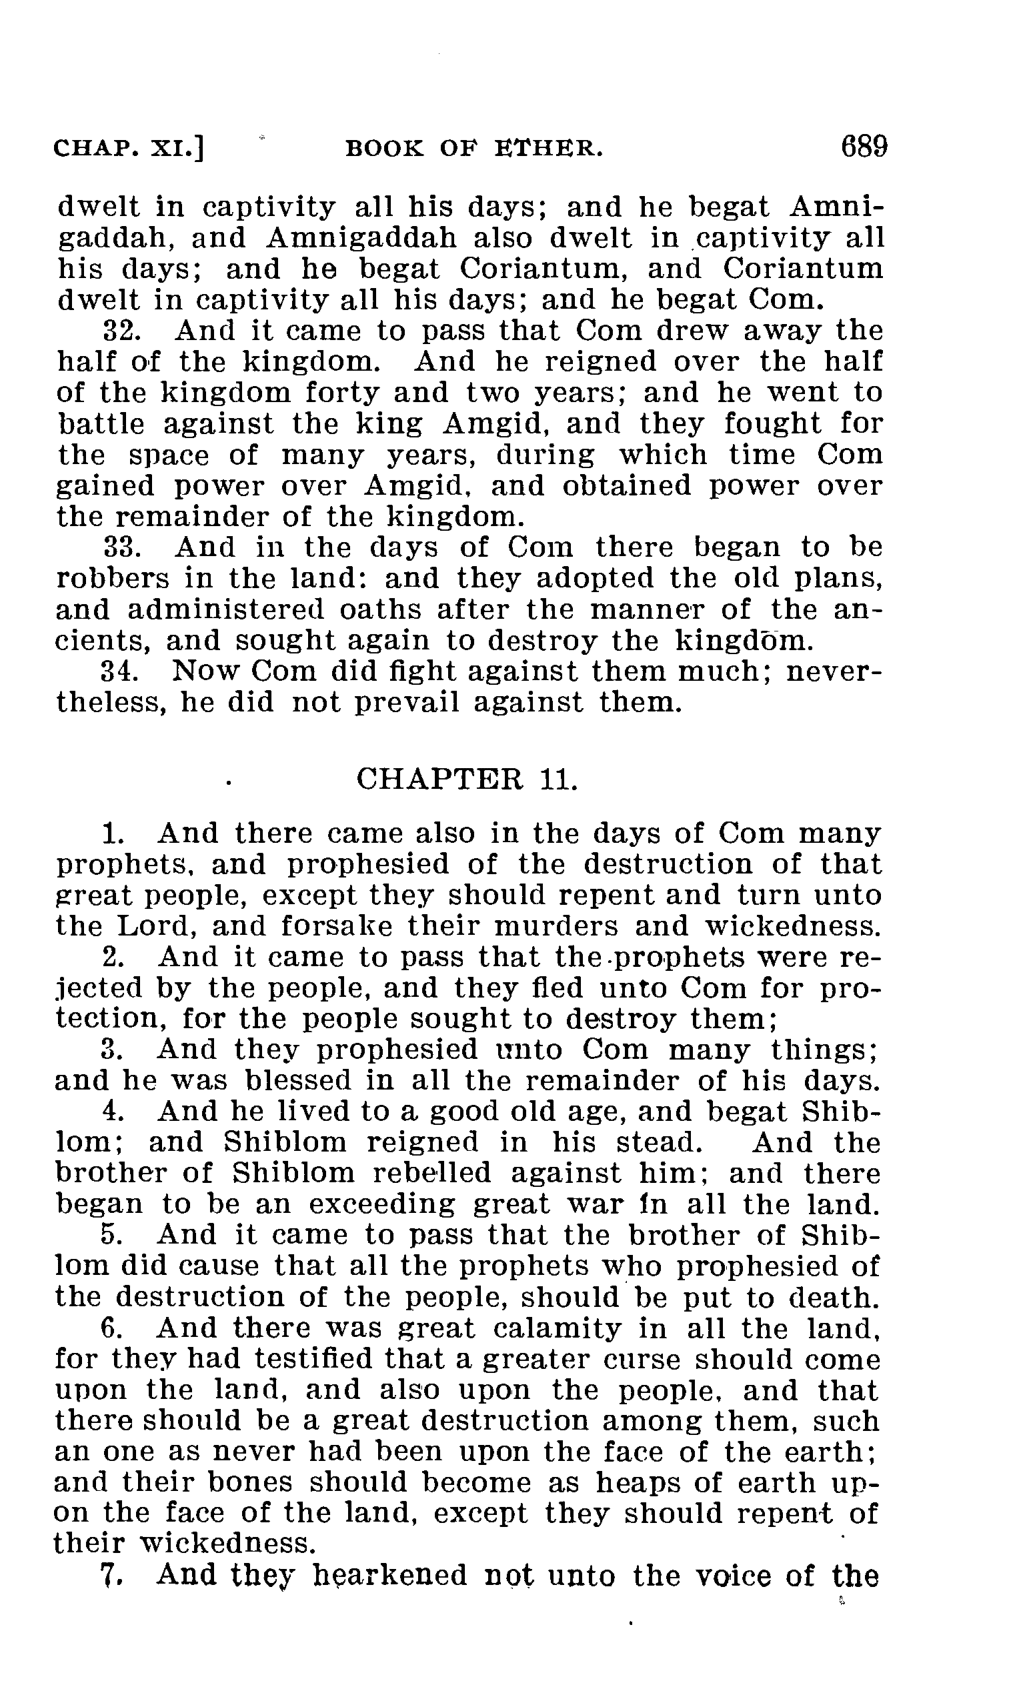 CHAP. XI.] BOOK OF ETHER. 689
dwelt in captivity all his days; and he begat Amni-
gaddah, and Amnigaddah also dwelt in captivity all
his days; and he begat Coriantum, and Coriantum
dwelt in captivity all his days; and he begat Com.
32. And it came to pass that Com drew away the
half of the kingdom. And he reigned over the half
of the kingdom forty and two years; and he went to
battle against the king Amgid, and they fought for
the space of many years, during which time Com
gained power over Amgid, and obtained power over
the remainder of the kingdom.
33. And in the days of Com there began to be
robbers in the land: and they adopted the old plans,
and administered oaths after the manner of the an-
cients, and sought again to destroy the kingdom.
34. Now Com did fight against them much; never-
theless, he did not prevail against them.
CHAPTER 11.
1. And there came also in the days of Com many
prophets, and prophesied of the destruction of that
great people, except they should repent and turn unto
the Lord, and forsake their murders and wickedness.
2. And it came to pass that the prophets were re-
jected by the people, and they fled unto Com for pro-
tection, for the people sought to destroy them;
3. And they prophesied unto Com many things;
and he was blessed in all the remainder of his days.
4. And he lived to a good old age, and begat Shib-
lom; and Shiblom reigned in his stead. And the
brother of Shiblom rebelled against him; and there
began to be an exceeding great war in all the land.
5. And it came to pass that the brother of Shib-
lom did cause that all the prophets who prophesied of
the destruction of the people, should be put to death.
6. And there was great calamity in all the land,
for they had testified that a greater curse should come
upon the land, and also upon the people, and that
there should be a great destruction among them, such
an one as never had been upon the face of the earth;
and their bones should become as heaps of earth up-
on the face of the land, except they should repent of
their wickedness.
7. And they hearkened not unto the voice of the